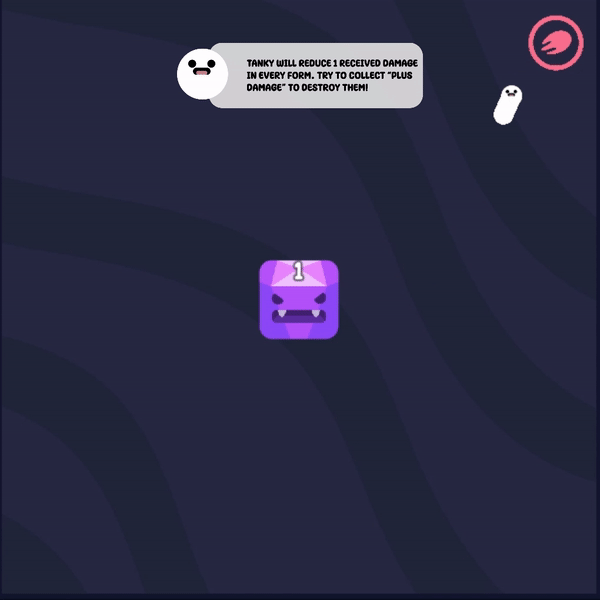 TANKY WILL REDUCE 1 RECEIVED DAMAGE
IN EVERY FORM. TRY TO COLLECT "PLUS
DAMAGE" TO DESTROY THEM!
1